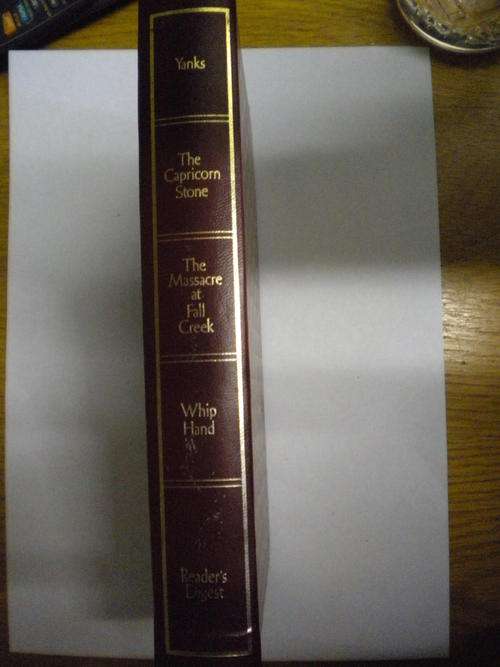 Yanks
The
Capricorn
Stone
The
Massacre
at
Fall
Creek
Whip
Hand
Reader's
Digest